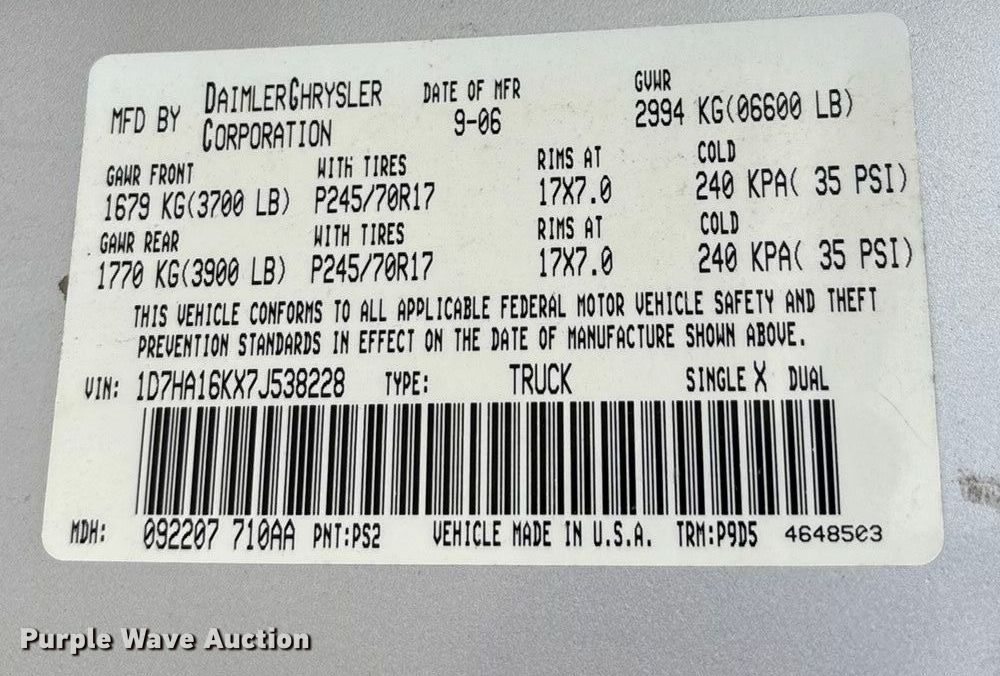 MFD BY DAIMLERCHRYSLER CORPORATION DATE OF MFR 9-06 GVWR 2994 KG(06600 LB)
GAWR FRONT WITH TIRES RIMS AT COLD
1679 KG(3700 LB) P245/70R17 17X7.0 240 KPA( 35 PSI)
GAWR REAR WITH TIRES RIMS AT COLD
1770 KG(3900 LB) P245/70R17 17X7.0 240 KPA( 35 PSI)
THIS VEHICLE CONFORMS TO ALL APPLICABLE FEDERAL MOTOR VEHICLE SAFETY AND THEFT
PREVENTION STANDARDS IN EFFECT ON THE DATE OF MANUFACTURE SHOWN ABOVE.
VIN: 1D7HA16KX7J538228 TYPE: TRUCK SINGLE X DUAL
MDH: 092207 710AA PNT:PS2 VEHICLE MADE IN U.S.A. TRM:P9D5 4648503
Purple Wave Auction